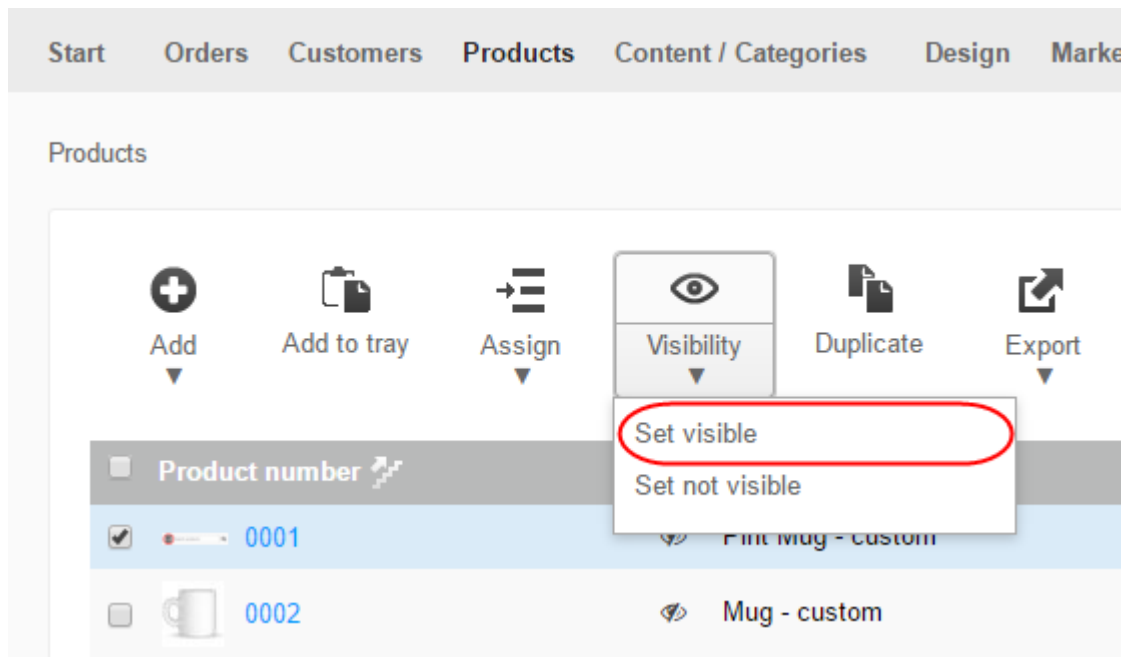 Start Orders Customers Products Content / Categories Design Marke
Products
Add Add to tray Assign Visibility Duplicate Export
Set visible
Product number
Set not visible
0001 Pint Mug - custom
0002 Mug - custom